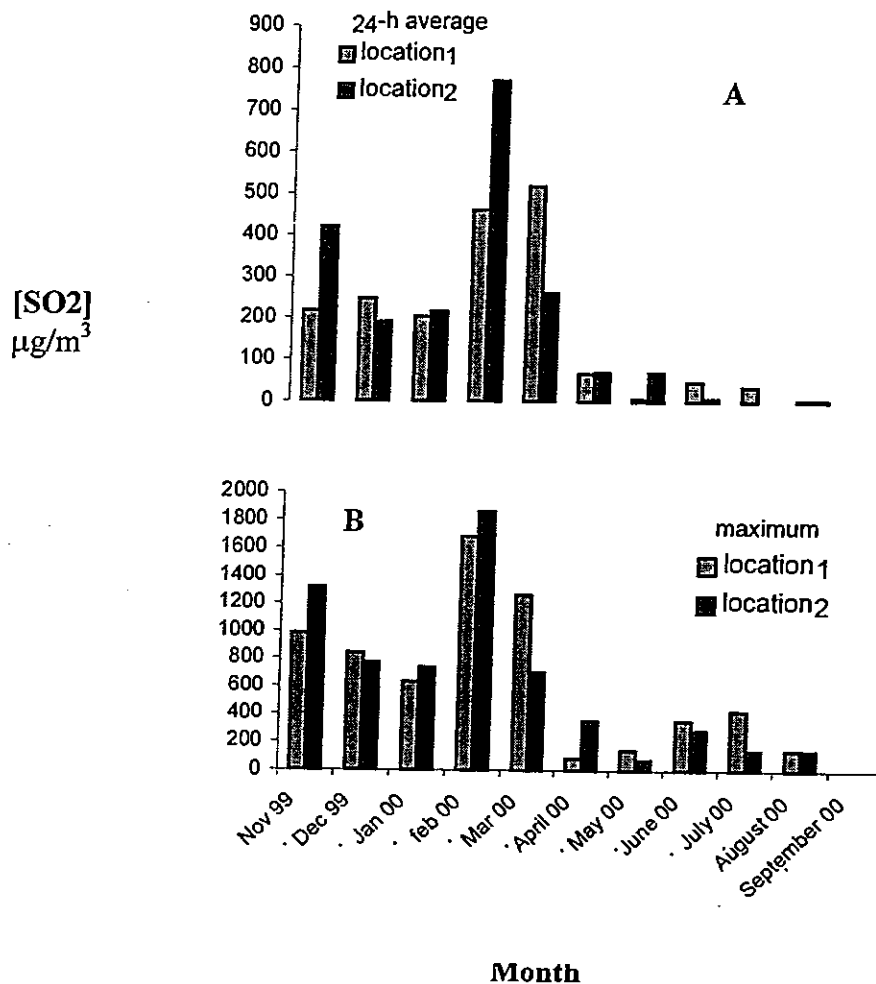 24-h average
location1
location2
A
900
800
700
600
500
400
300
200
100
0
[SO2]
μg/m³
B
maximum
location1
location2
2000
1800
1600
1400
1200
1000
800
600
400
200
0
Nov 99
Dec 99
Jan 00
feb 00
Mar 00
April 00
May 00
June 00
July 00
August 00
September 00
Month